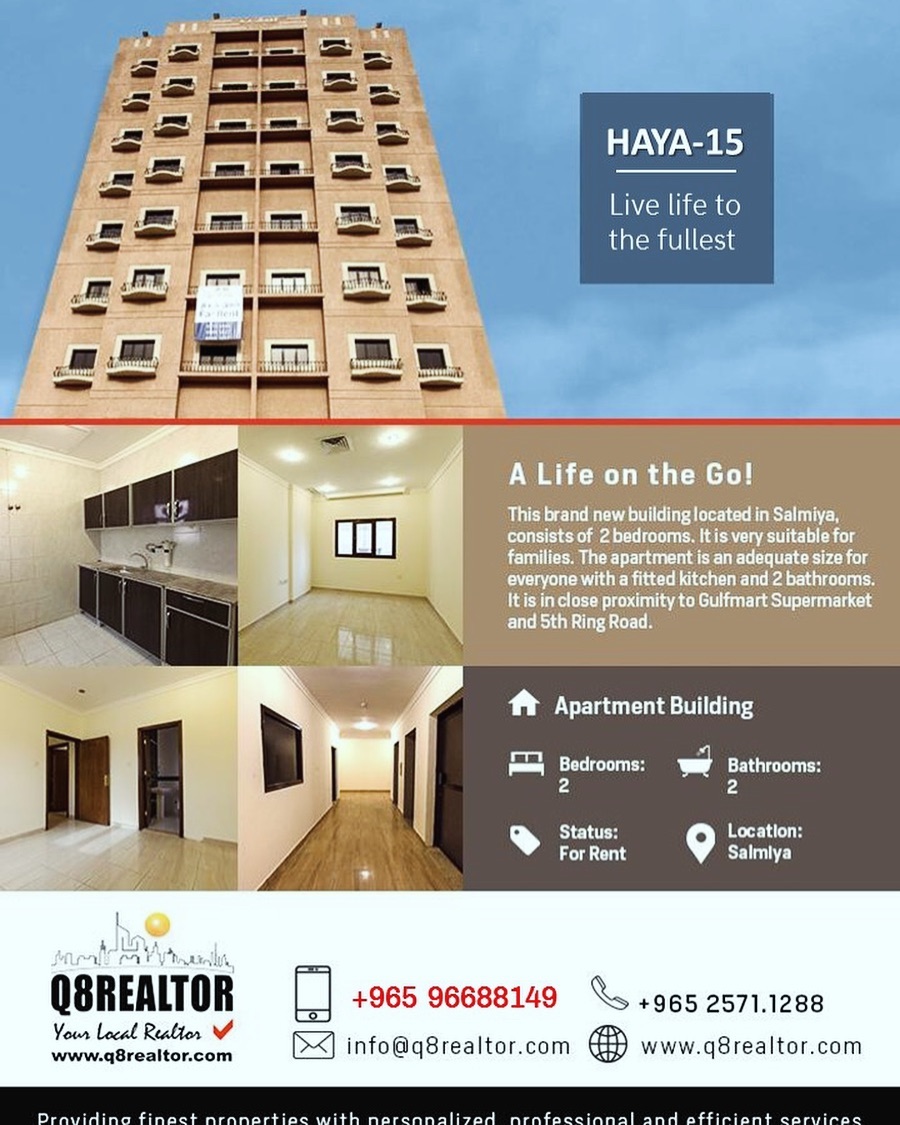 HAYA-15
Live life to
the fullest
For Rent
A Life on the Go!
This brand new building located in Salmiya,
consists of 2 bedrooms. It is very suitable for
families. The apartment is an adequate size for
everyone with a fitted kitchen and 2 bathrooms.
It is in close proximity to Gulfmart Supermarket
and 5th Ring Road.
Apartment Building
Bedrooms:
2
Bathrooms:
2
Status:
For Rent
Location:
Salmiya
Q8REALTOR
Your Local Realtor
www.q8realtor.com
+965 96688149
+965 2571.1288
info@q8realtor.com
www.q8realtor.com
Providing finest properties with personalized, professional and efficient services